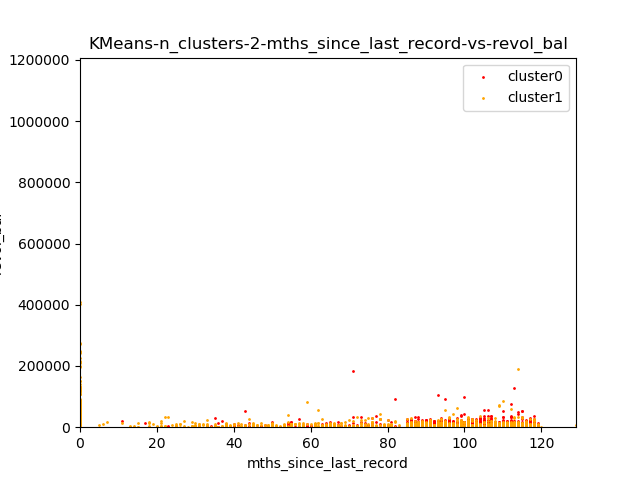 KMeans-n_clusters-2-mths_since_last_record-vs-revol_bal
cluster0
cluster1
1200000
1000000
800000
600000
400000
200000
0
0 20 40 60 80 100 120
mths_since_last_record